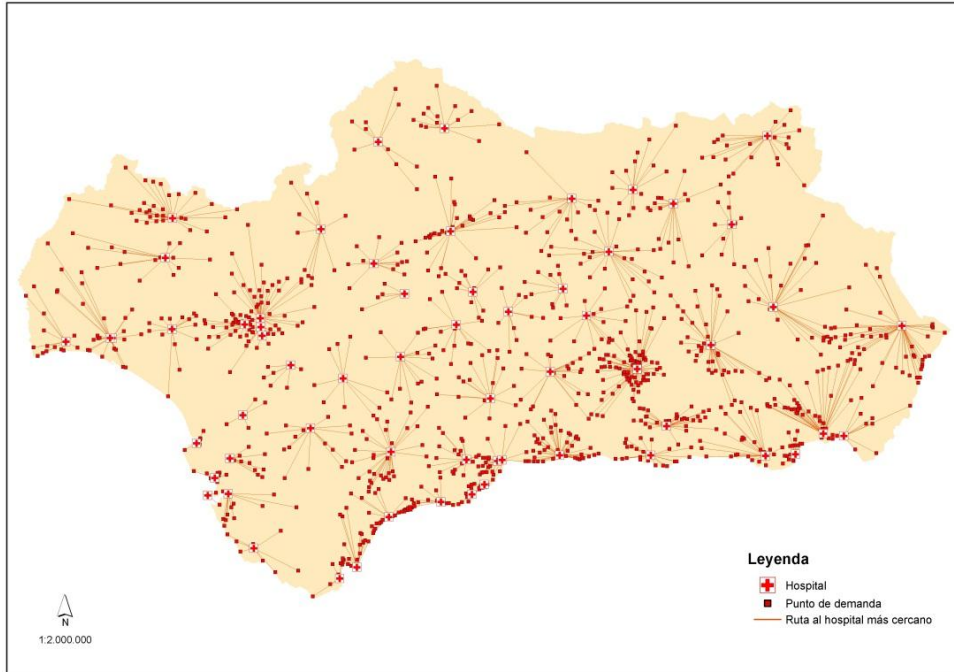 Leyenda
Hospital
Punto de demanda
Ruta al hospital más cercano
N
1:2.000.000